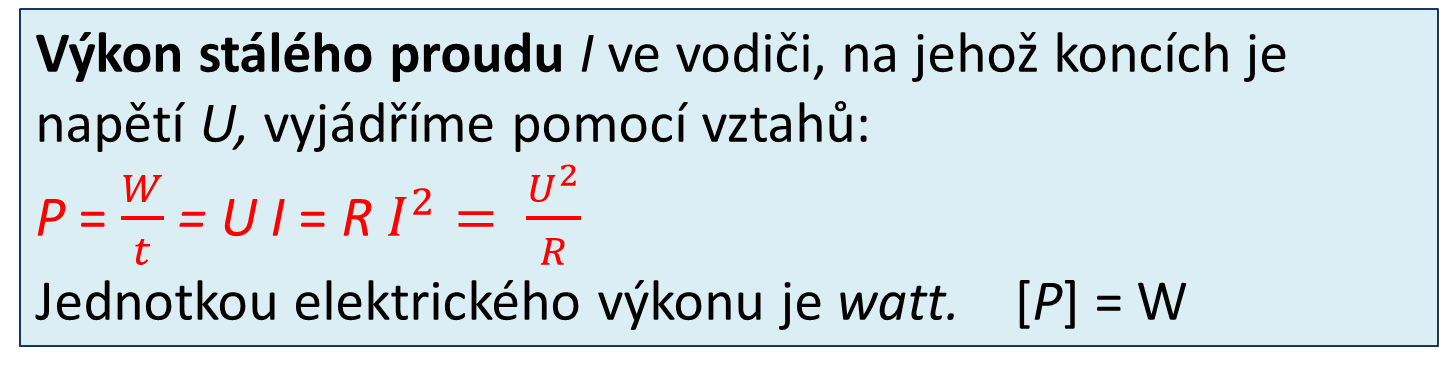 Výkon stálého proudu I ve vodiči, na jehož koncích je
napětí U, vyjádříme pomocí vztahů:
P = W/t = U I = R I² = U²/R
Jednotkou elektrického výkonu je watt. [P] = W